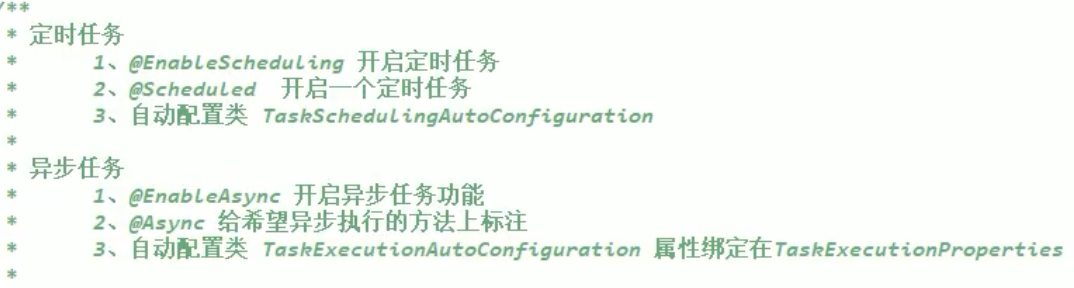 /**
* 定时任务
* 1、@EnableScheduling 开启定时任务
* 2、@Scheduled 开启一个定时任务
* 3、自动配置类 TaskSchedulingAutoConfiguration
*
* 异步任务
* 1、@EnableAsync 开启异步任务功能
* 2、@Async 给希望异步执行的方法上标注
* 3、自动配置类 TaskExecutionAutoConfiguration 属性绑定在TaskExecutionProperties
*